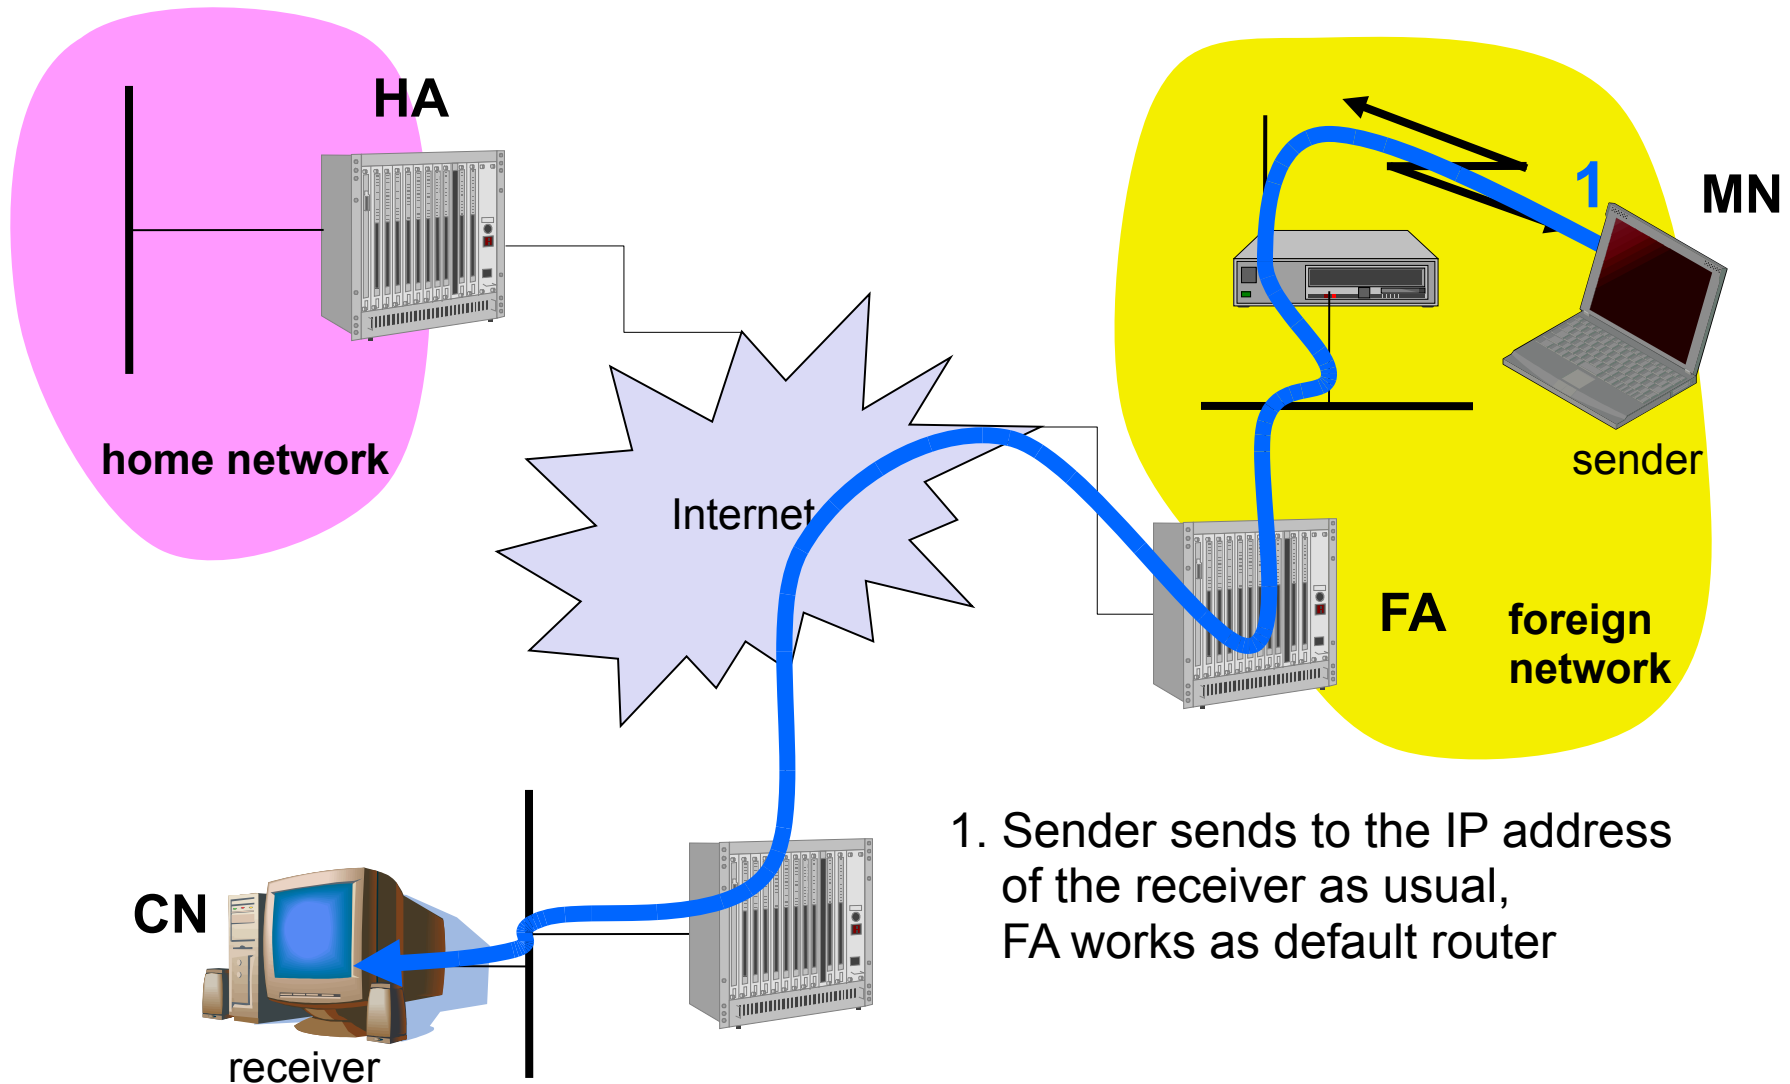 HA
1
MN
home network
sender
Internet
FA
foreign
network
1. Sender sends to the IP address
of the receiver as usual,
FA works as default router
CN
receiver